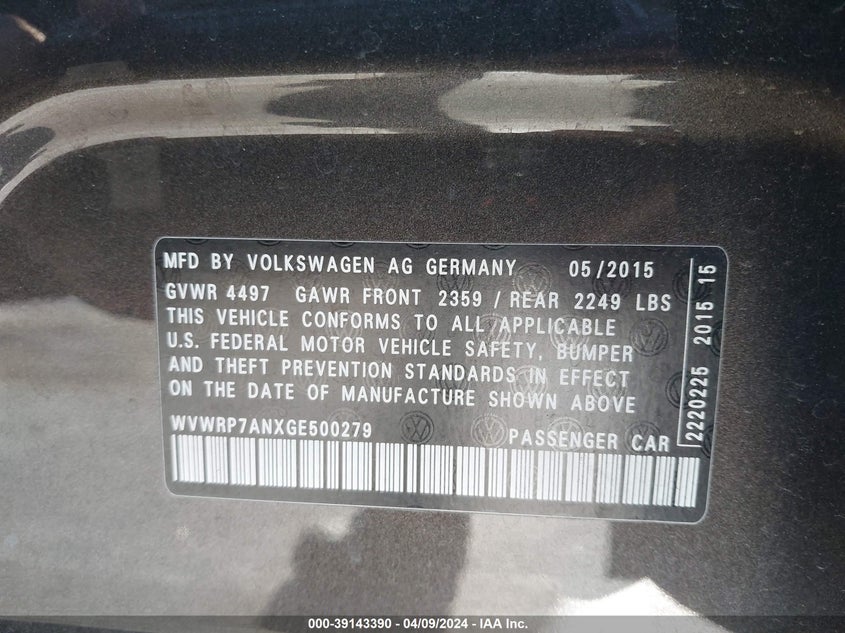 MFD BY VOLKSWAGEN AG GERMANY 05/2015
GVWR 4497 GAWR FRONT 2359 / REAR 2249 LBS
THIS VEHICLE CONFORMS TO ALL APPLICABLE
U.S. FEDERAL MOTOR VEHICLE SAFETY, BUMPER
AND THEFT PREVENTION STANDARDS IN EFFECT
ON THE DATE OF MANUFACTURE SHOWN ABOVE
WVWRP7ANXGE500279 PASSENGER CAR
2220225 2015 15
000-39143390 - 04/09/2024 - IAA Inc.